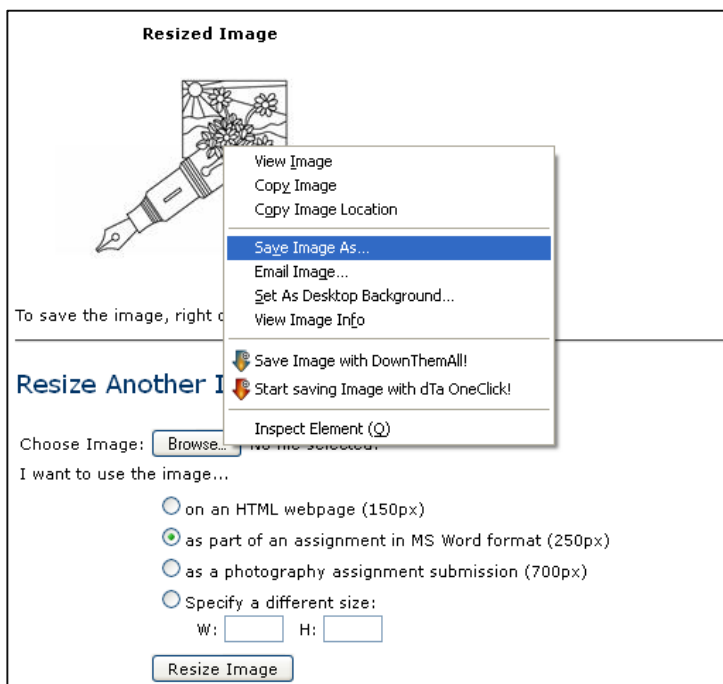 Resized Image
View Image
Copy Image
Copy Image Location
Save Image As...
Email Image...
Set As Desktop Background...
View Image Info
Save Image with DownThemAll!
Start saving Image with dTa OneClick!
Inspect Element (Q)
To save the image, right
Resize Another
Choose Image: Browse... No file selected.
I want to use the image...
on an HTML webpage (150px)
as part of an assignment in MS Word format (250px)
as a photography assignment submission (700px)
Specify a different size:
W: H:
Resize Image